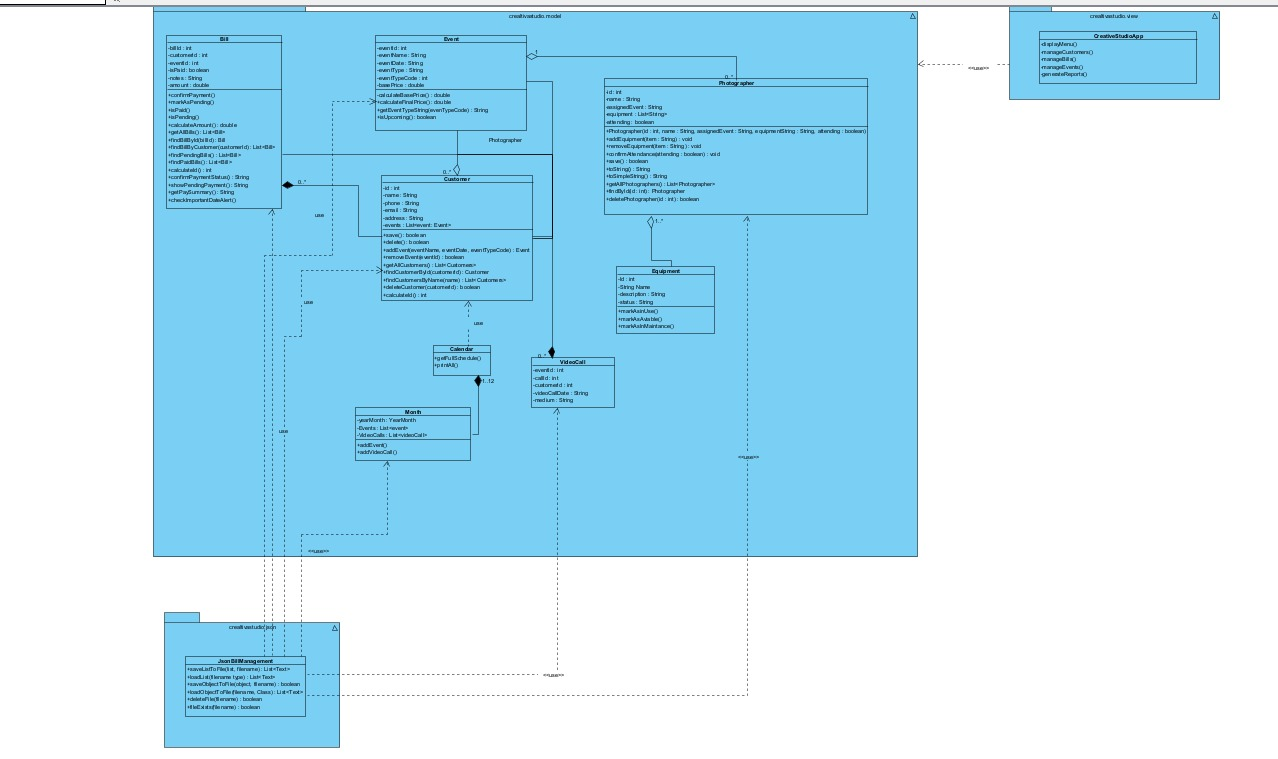 creativastudio.model
Bill
-billId : int
-customerId : int
-eventId : int
-isPaid : boolean
-notes : String
-amount : double
+confirmPayment()
+markAsPending()
+isPaid()
+isPending()
+calculateAmount() : double
+getAllBills() : List<Bill>
+findBillById(billId) : Bill
+findBillByCustomer(customerId) : List<Bill>
+findPendingBills() : List<Bill>
+findPaidBills() : List<Bill>
+calculateId() : int
+confirmPaymentStatus() : String
+showPendingPayment() : String
+getPaySummary() : String
+checkImportantDateAlert()
Event
-eventId : int
-eventName : String
-eventDate : String
-eventType : String
-eventTypeCode : int
-basePrice : double
-calculateBasePrice() : double
+calculateFinalPrice() : double
+getEventTypeString(evenTypeCode) : String
+isUpcoming() : boolean
1
0..*
Photographer
Photographer
+id : int
-name : String
-assignedEvent : String
-equipment : List<String>
-attending : boolean
+Photographer(id : int, name : String, assignedEvent : String, equipmentString : String, attending : boolean)
+addEquipment(item : String) : void
+removeEquipment(item : String) : void
+confirmAttendance(attending : boolean) : void
+save() : boolean
+toString() : String
+toSimpleString() : String
+getAllPhotographers() : List<Photographer>
+findById(id : int) : Photographer
+deletePhotographer(id : int) : boolean
0..*
0..*
Customer
-id : int
-name : String
-phone : String
-email : String
-address : String
-events : List<event: Event>
+save() : boolean
+delete() : boolean
+addEvent(eventName, eventDate, eventTypeCode) : Event
+removeEvent(eventId) : boolean
+getAllCustomers() : List<Customers>
+findCustomerById(customerId) : Customer
+findCustomersByName(name) : List<Customers>
+deleteCustomer(customerId) : boolean
+calculateId() : int
use
use
use
use
1..*
Equipment
-Id : int
-String Name
-description : String
-status : String
+markAsInUse()
+markAsAviable()
+markAsInMaintance()
Calendar
+getFullSchedule()
+printAll()
1..12
0..*
VideoCall
-eventId : int
-callId : int
-customerId : int
-videoCallDate : String
-medium : String
Month
-yearMonth : YearMonth
-Events : List<event>
-VideoCalls : List<videoCall>
+addEvent()
+addVideoCall()
<<use>>
<<use>>
<<use>>
<<use>>
creativastudio.view
CreativeStudioApp
-displayMenu()
-manageCustomers()
-manageBills()
-manageEvents()
-generateReports()
creativastudio.json
JsonBillManagement
+saveListToFile(list, filename) : List<Text>
+loadList(filename type) : List<Text>
+saveObjectToFile(object, filename) : boolean
+loadObjectToFile(filename, Class) : List<Text>
+deleteFile(filename) : boolean
+fileExists(filename) : boolean
<<use>>